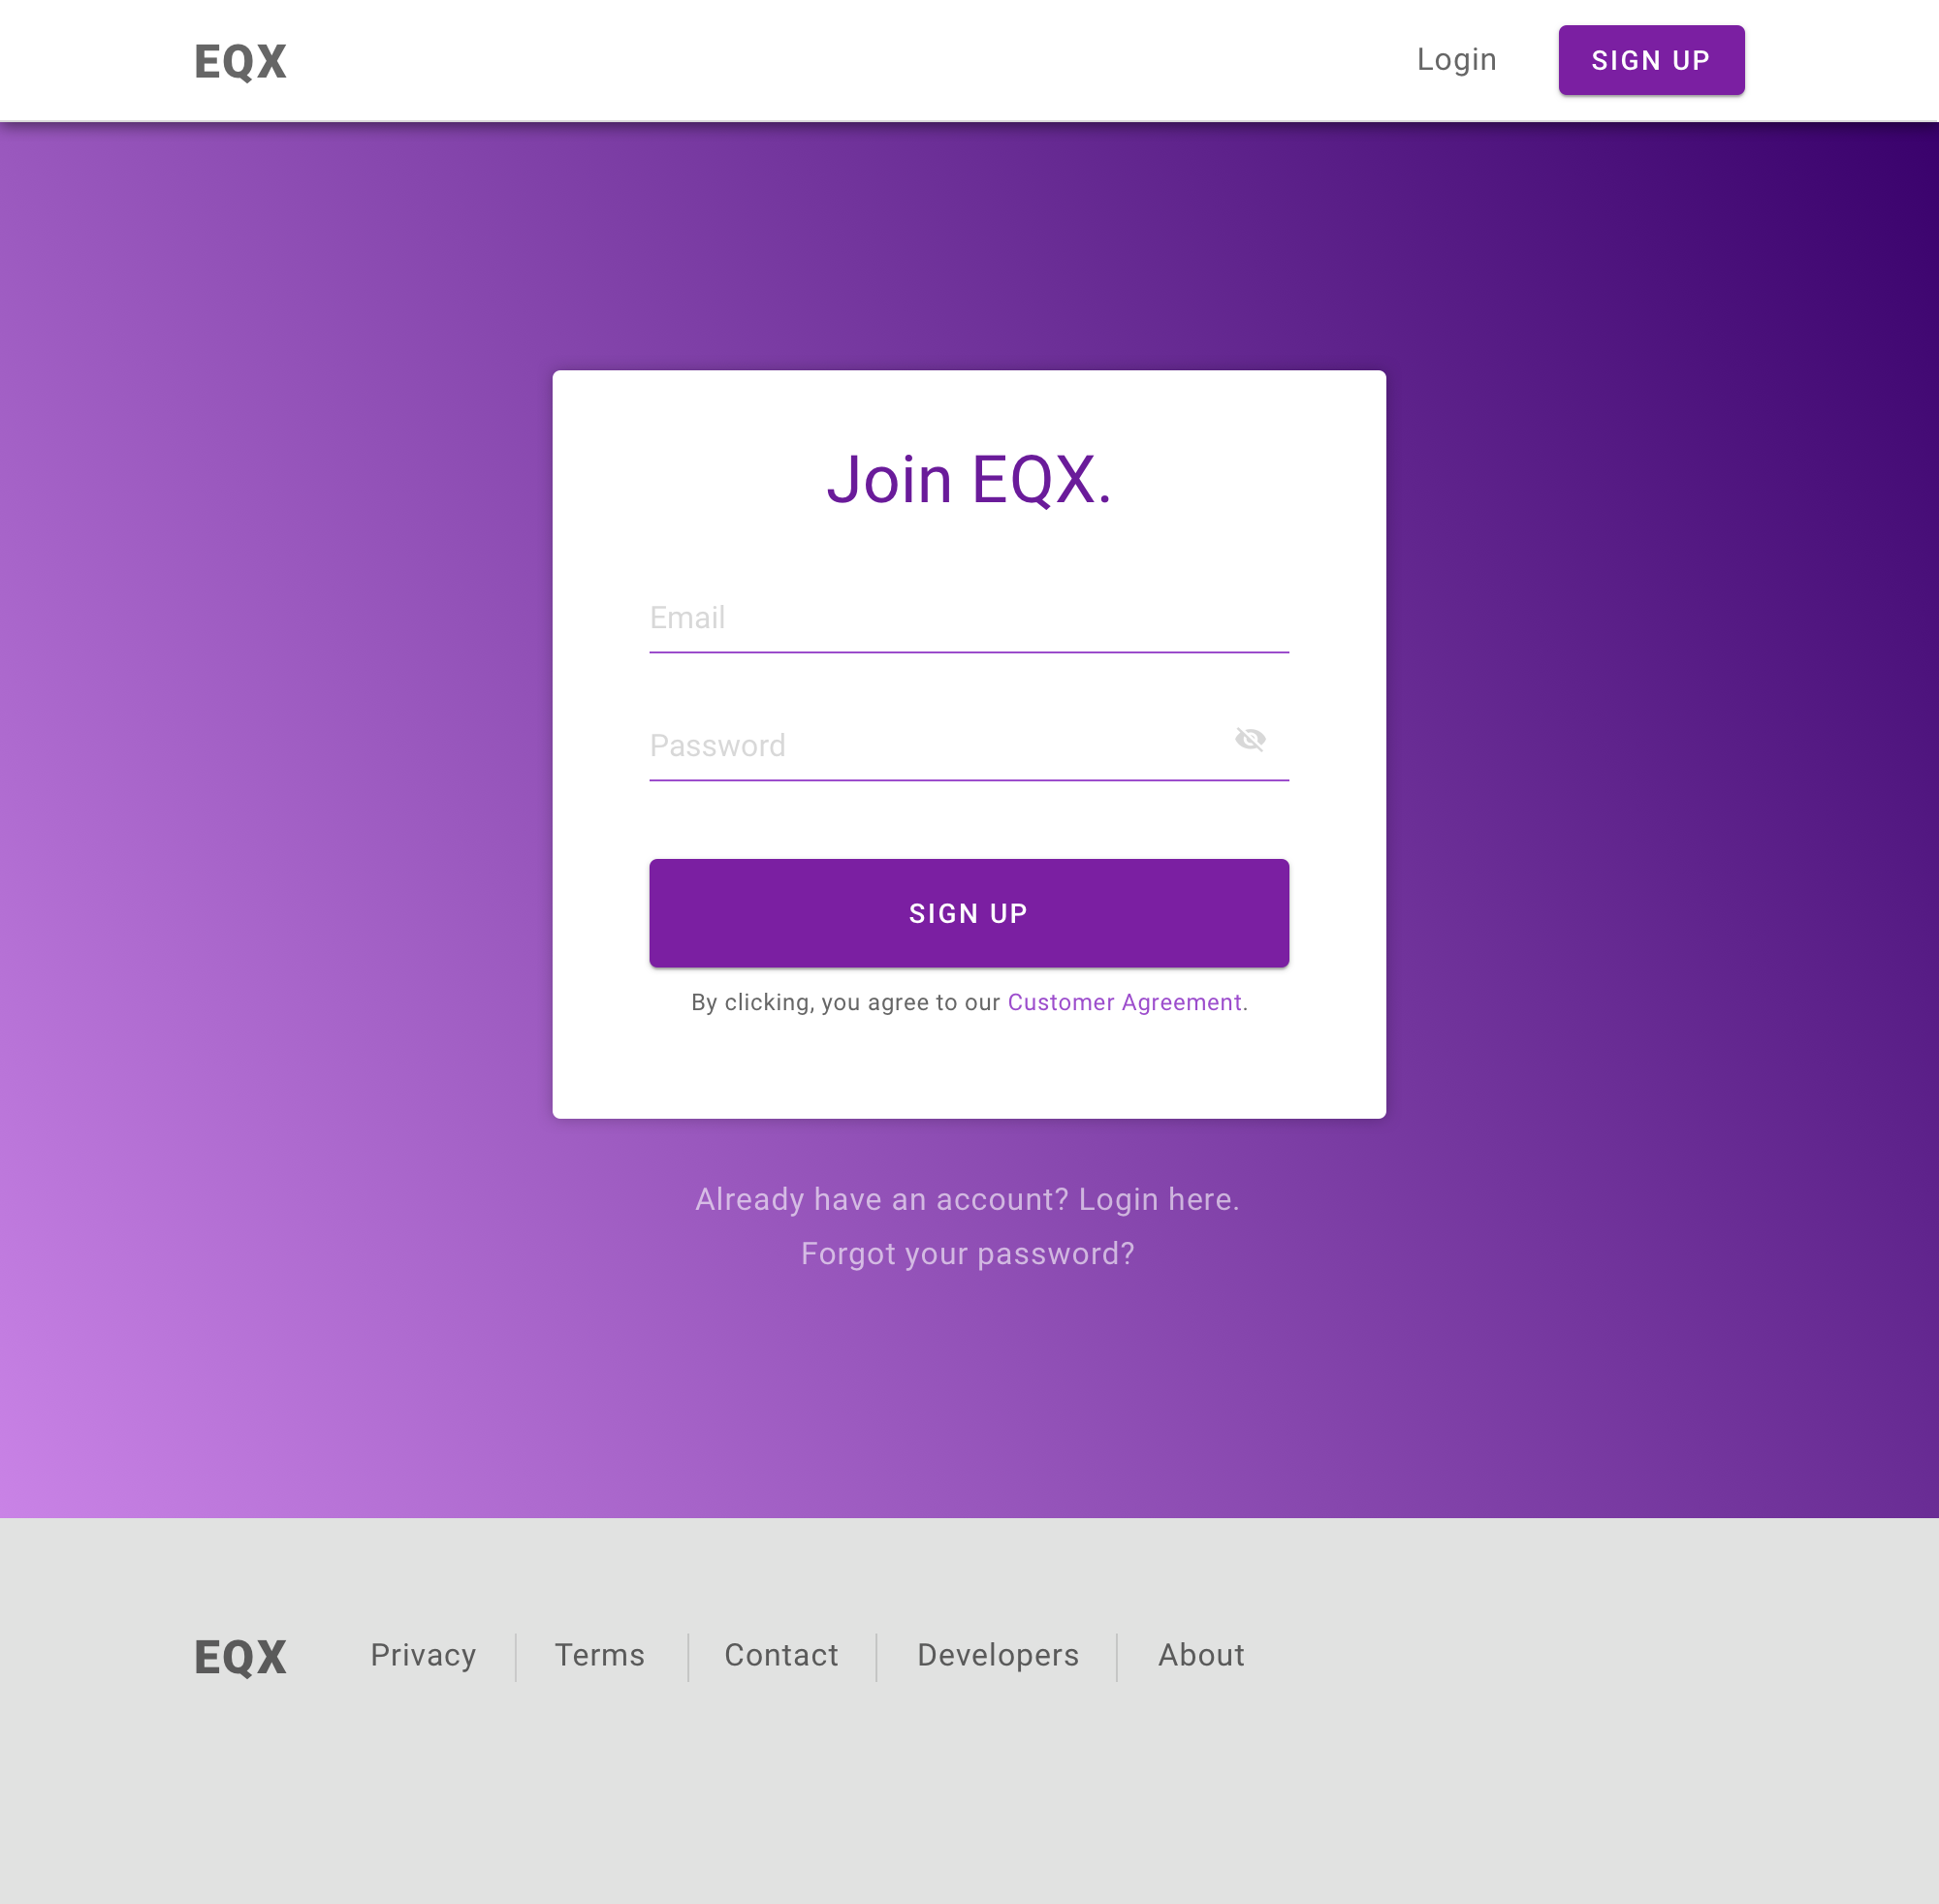 EQX
Login
SIGN UP
Join EQX.
Email
Password
SIGN UP
By clicking, you agree to our Customer Agreement.
Already have an account? Login here.
Forgot your password?
EQX
Privacy
Terms
Contact
Developers
About